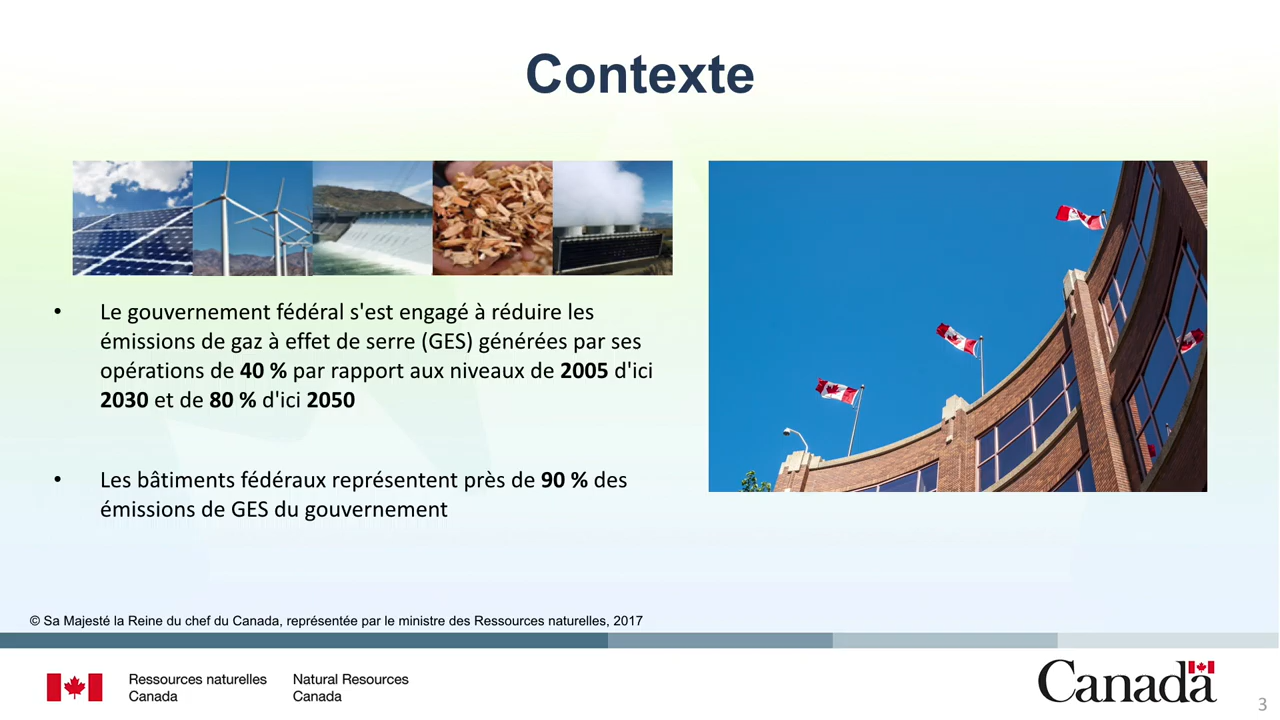 Contexte
• Le gouvernement fédéral s'est engagé à réduire les
émissions de gaz à effet de serre (GES) générées par ses
opérations de 40 % par rapport aux niveaux de 2005 d'ici
2030 et de 80 % d'ici 2050
• Les bâtiments fédéraux représentent près de 90 % des
émissions de GES du gouvernement
© Sa Majesté la Reine du chef du Canada, représentée par le ministre des Ressources naturelles, 2017
Ressources naturelles
Canada
Natural Resources
Canada
Canada
3